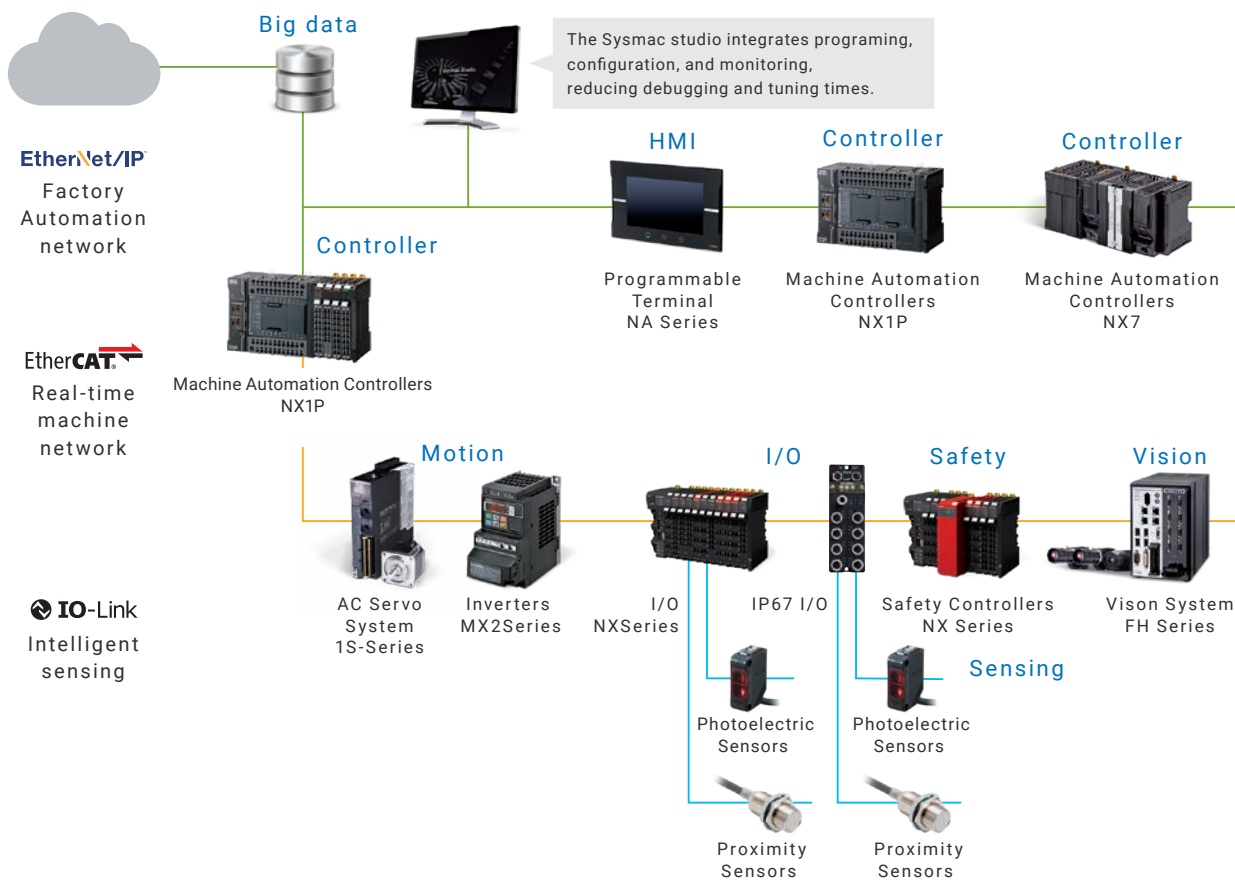 Big data
The Sysmac studio integrates programing,
configuration, and monitoring,
reducing debugging and tuning times.
EtherNet/IP™
Factory
Automation
network
HMI
Controller
Controller
Controller
Programmable
Terminal
NA Series
Machine Automation
Controllers
NX1P
Machine Automation
Controllers
NX7
EtherCAT®
Real-time
machine
network
Machine Automation Controllers
NX1P
Motion
I/O
Safety
Vision
IO-Link
Intelligent
sensing
AC Servo
System
1S-Series
Inverters
MX2Series
I/O
NXSeries
IP67 I/O
Safety Controllers
NX Series
Vison System
FH Series
Sensing
Photoelectric
Sensors
Photoelectric
Sensors
Proximity
Sensors
Proximity
Sensors